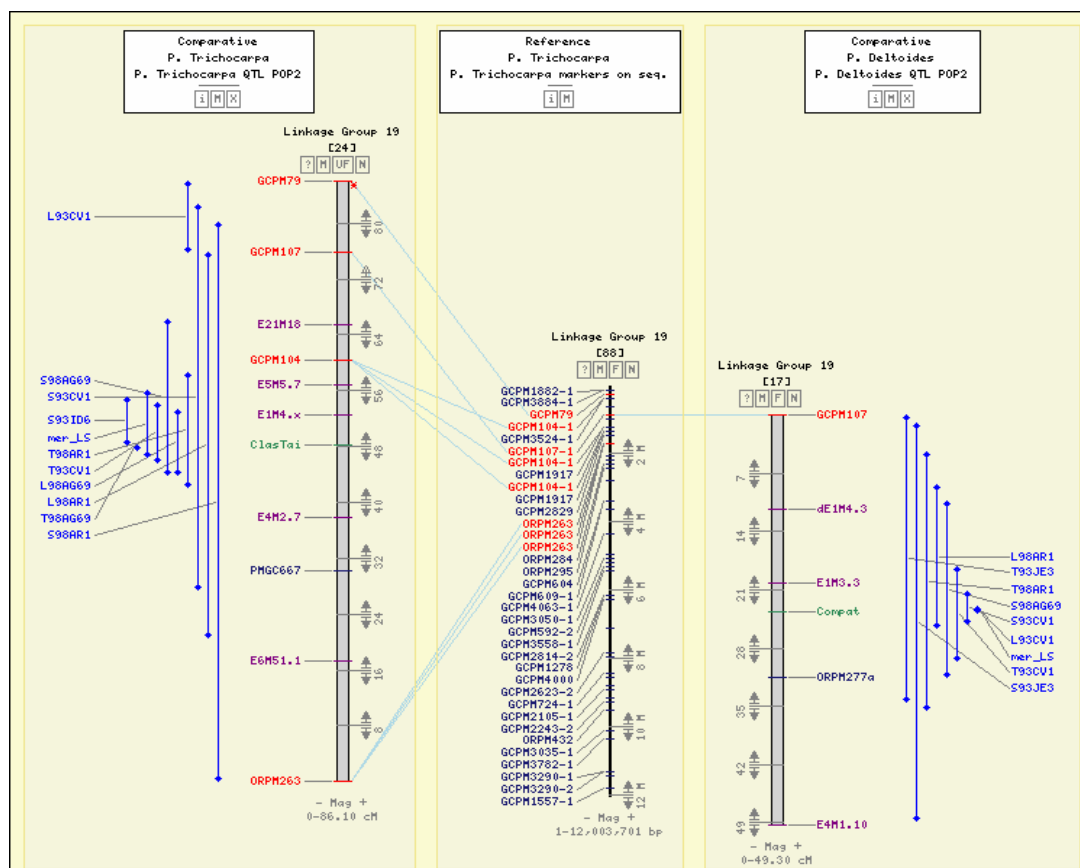 Comparative
P. Trichocarpa
P. Trichocarpa QTL POP2
i M X
Reference
P. Trichocarpa
P. Trichocarpa markers on seq.
i M
Comparative
P. Deltoides
P. Deltoides QTL POP2
i M X
Linkage Group 19
[24]
? M UF N
GCPM79
GCPM107
E21M18
GCPM104
E5M5.7
E1M4.x
ClasTai
E4M2.7
PMGC667
E6M51.1
ORPM263
80
72
64
56
48
40
32
24
16
8
- Mag +
0-86.10 cM
L93CV1
S98AG69
S93CV1
S93ID6
mer_LS
T98AR1
T93CV1
L98AG69
L98AR1
T98AG69
S98AR1
Linkage Group 19
[88]
? M F N
GCPM1882-1
GCPM3884-1
GCPM79
GCPM104-1
GCPM3524-1
GCPM107-1
GCPM104-1
GCPM1917
GCPM104-1
GCPM1917
GCPM2829
ORPM263
ORPM263
ORPM263
ORPM284
ORPM295
GCPM604
GCPM609-1
GCPM4063-1
GCPM3050-1
GCPM592-2
GCPM3558-1
GCPM2814-2
GCPM1278
GCPM4000
GCPM2623-2
GCPM724-1
GCPM2105-1
GCPM2243-2
ORPM432
GCPM3035-1
GCPM3782-1
GCPM3290-1
GCPM3290-2
GCPM1557-1
2 M
4 M
6 M
8 M
10 M
12 M
- Mag +
1-12,003,701 bp
Linkage Group 19
[17]
? M F N
GCPM107
dE1M4.3
E1M3.3
Compat
ORPM277a
E4M1.10
7
14
21
28
35
42
49
- Mag +
0-49.30 cM
L98AR1
T93JE3
T98AR1
S98AG69
S93CV1
L93CV1
mer_LS
T93CV1
S93JE3